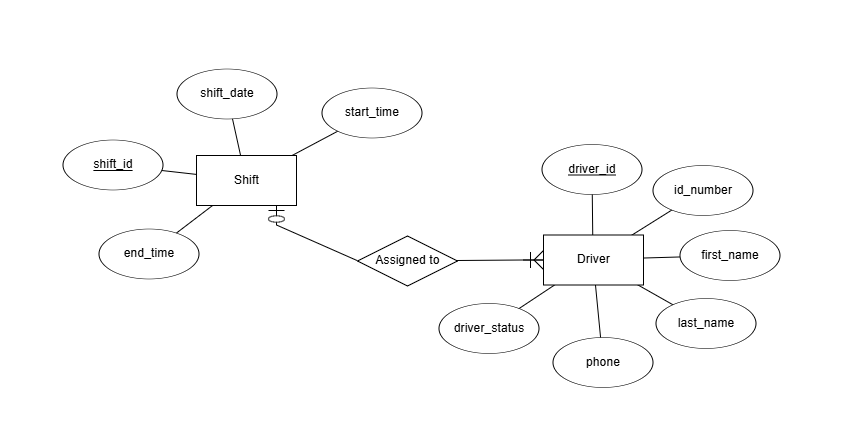 shift_date
start_time
shift_id
Shift
end_time
driver_id
id_number
Assigned to
Driver
first_name
driver_status
last_name
phone